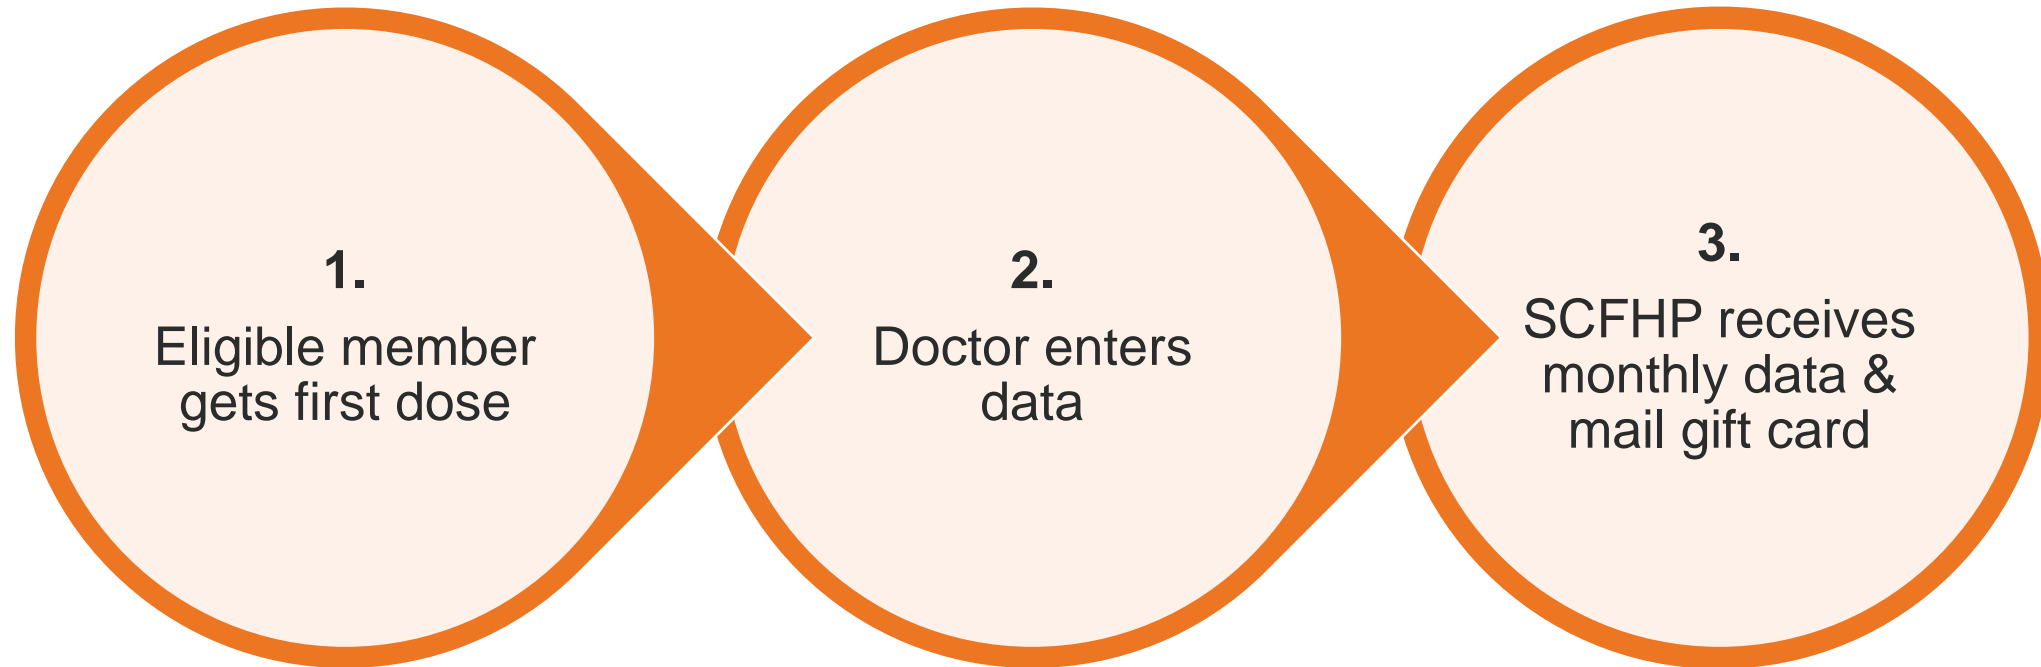 1.
Eligible member
gets first dose
2.
Doctor enters
data
3.
SCFHP receives
monthly data &
mail gift card